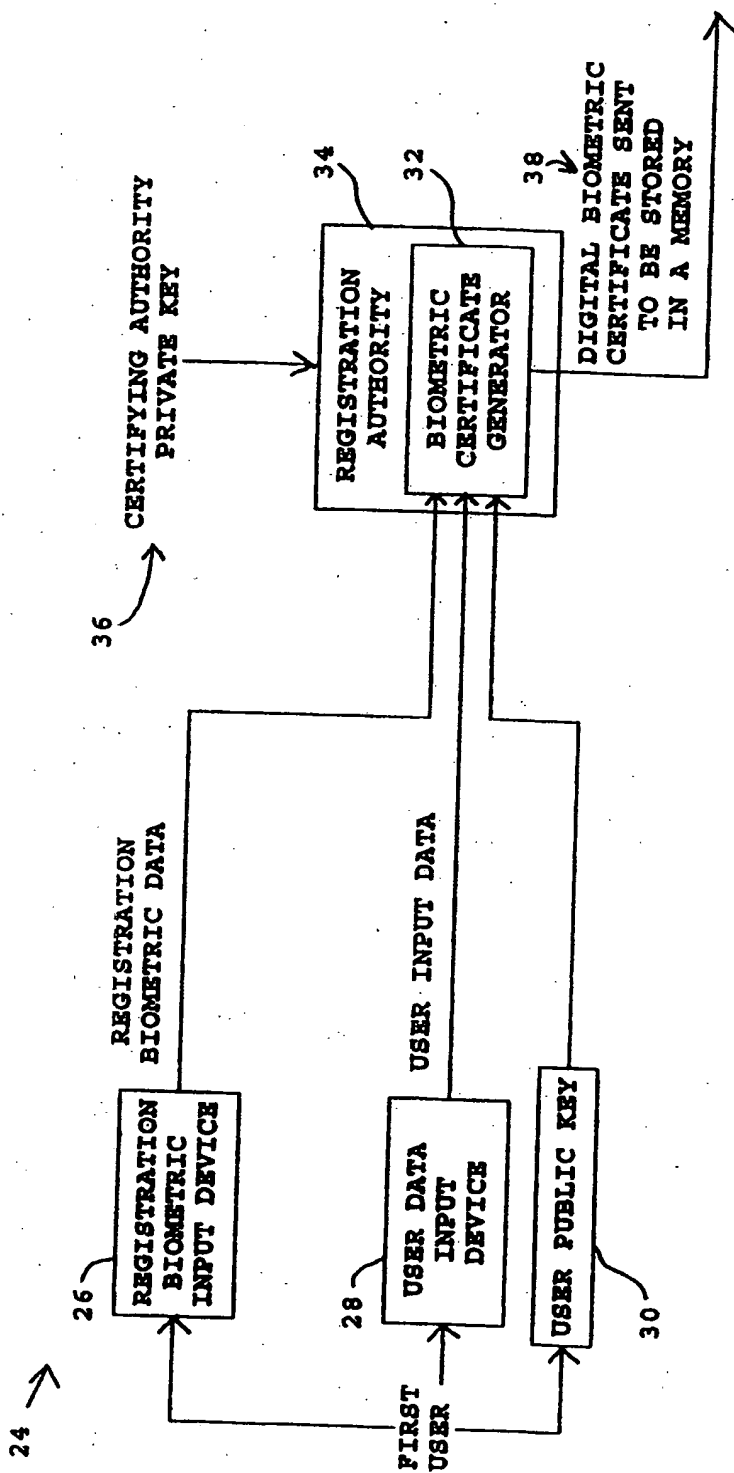 24
26
REGISTRATION
BIOMETRIC
INPUT DEVICE
REGISTRATION
BIOMETRIC DATA
FIRST
USER
28
USER DATA
INPUT
DEVICE
USER INPUT DATA
USER PUBLIC KEY
30
36
CERTIFYING AUTHORITY
PRIVATE KEY
34
REGISTRATION
AUTHORITY
32
BIOMETRIC
CERTIFICATE
GENERATOR
38
DIGITAL BIOMETRIC
CERTIFICATE SENT
TO BE STORED
IN A MEMORY